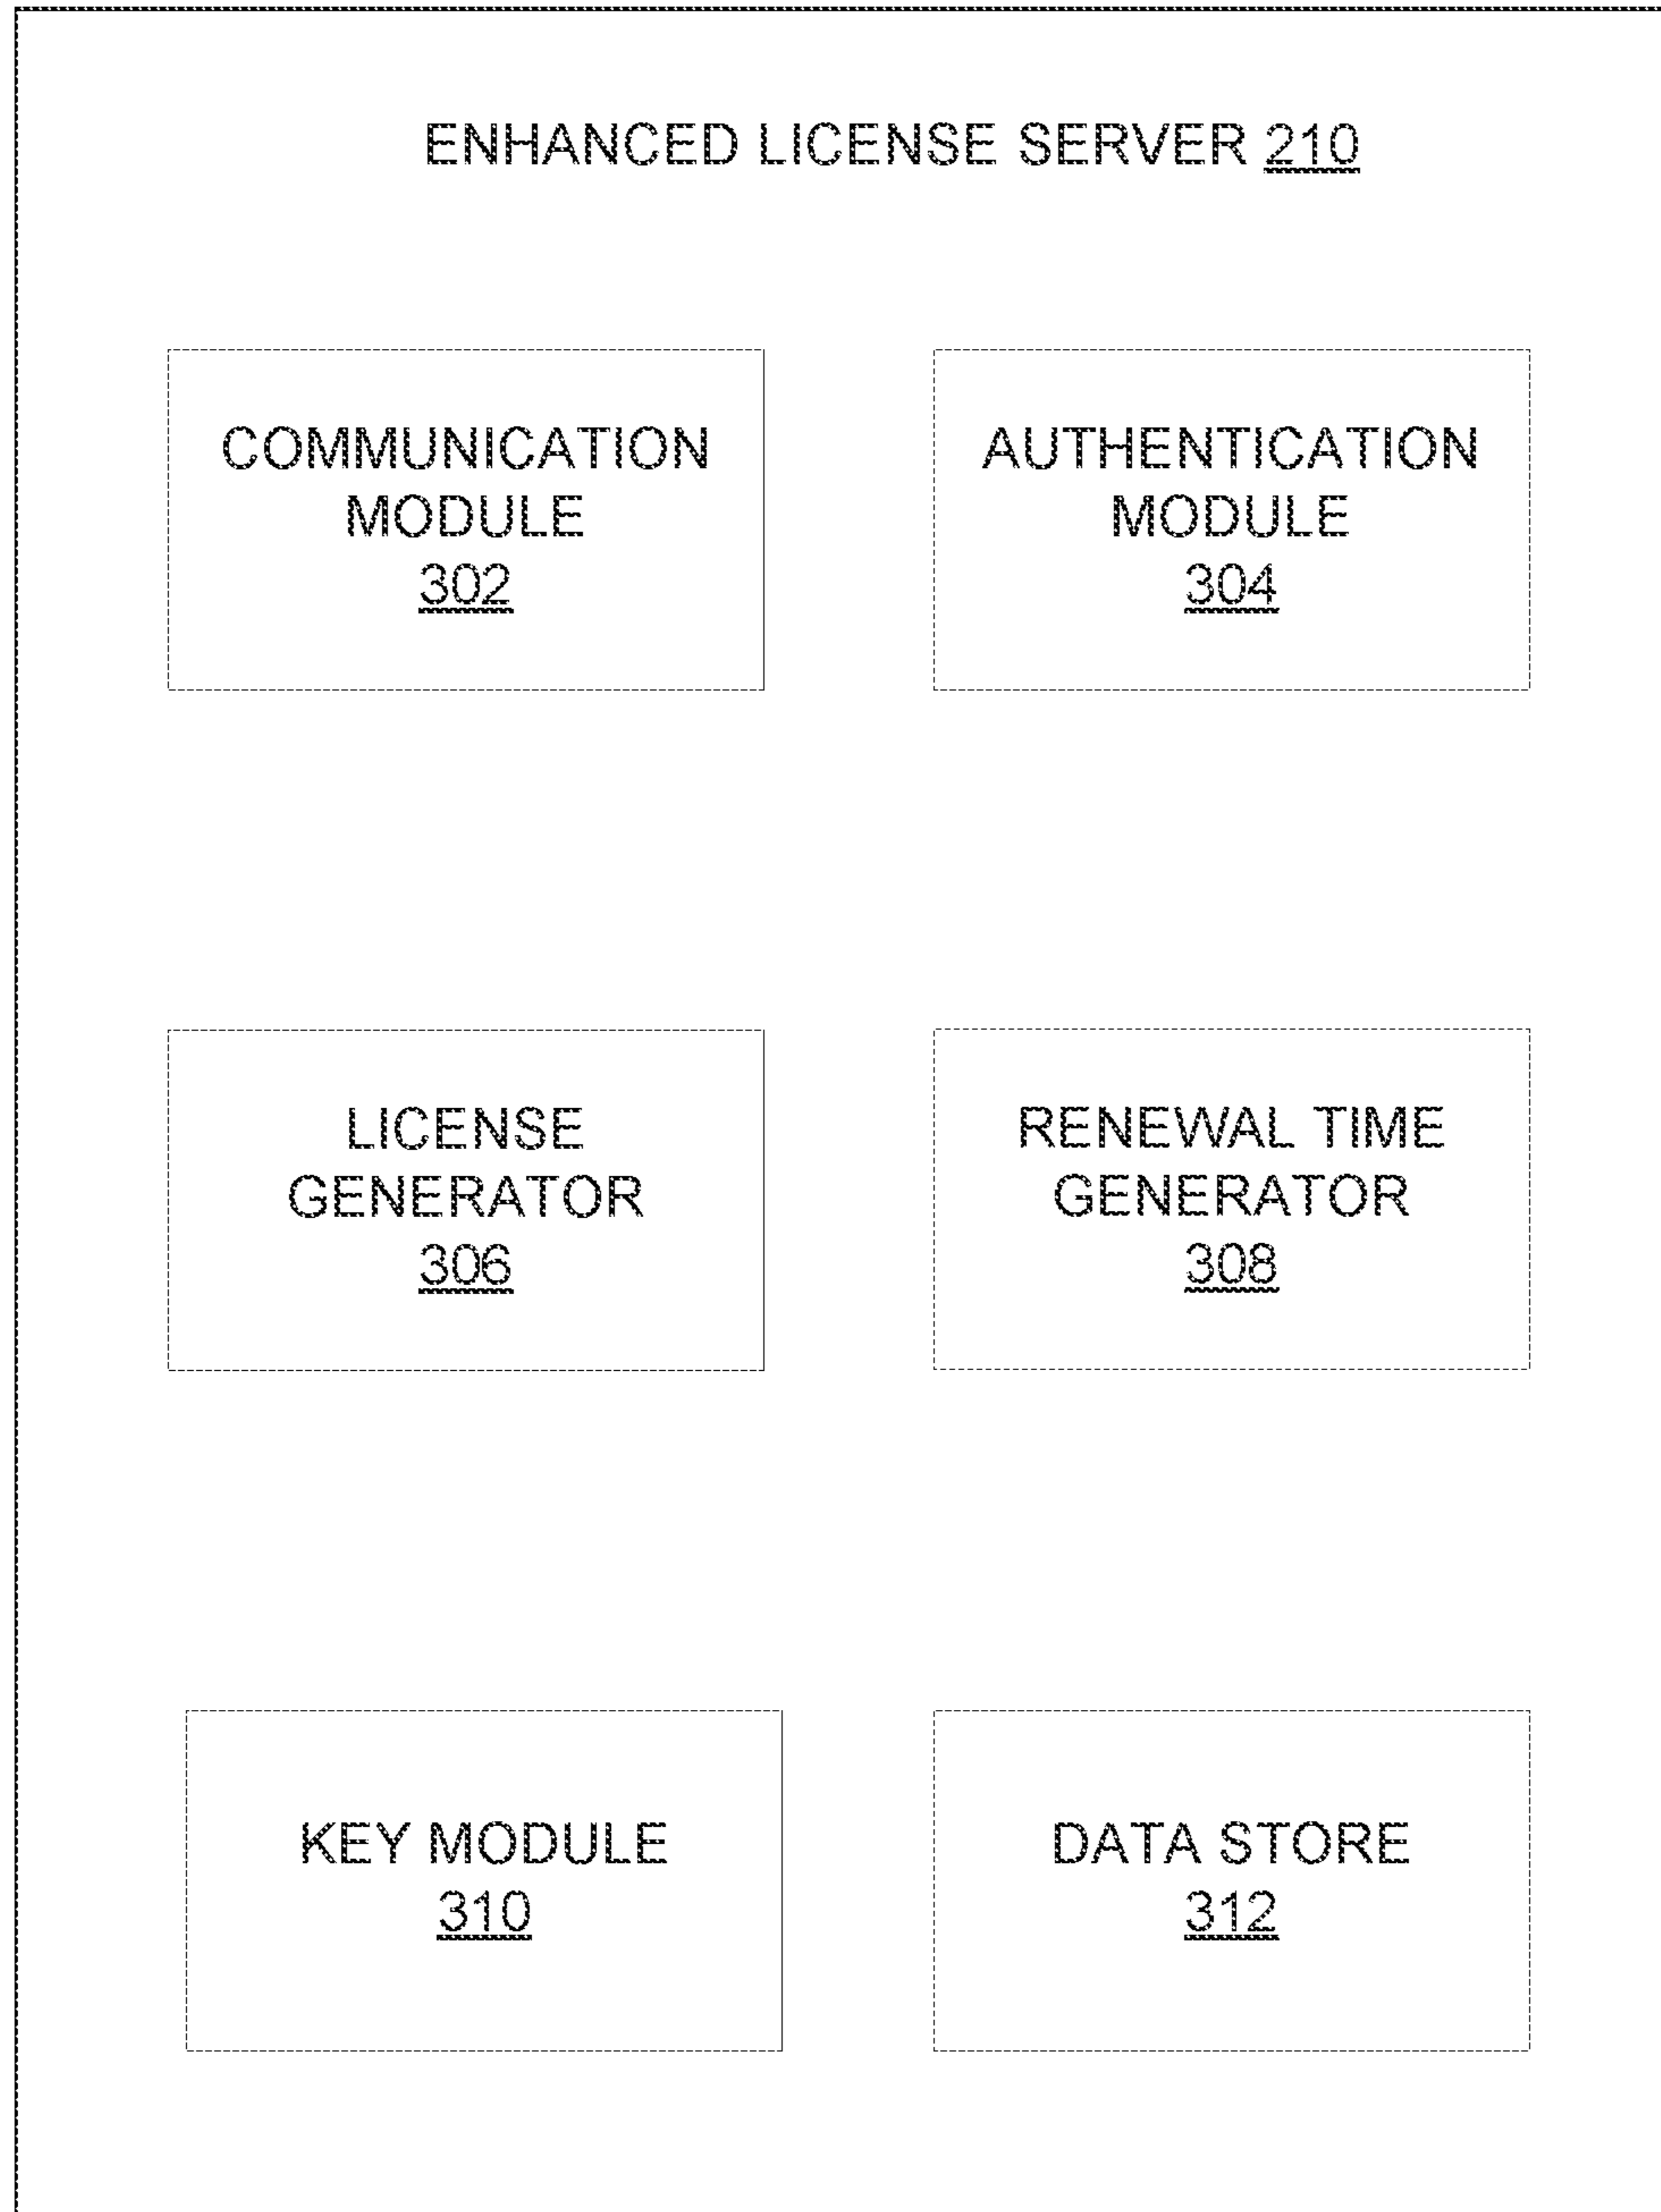 ENHANCED LICENSE SERVER 210
COMMUNICATION
MODULE
302
AUTHENTICATION
MODULE
304
LICENSE
GENERATOR
306
RENEWAL TIME
GENERATOR
308
KEY MODULE
310
DATA STORE
312